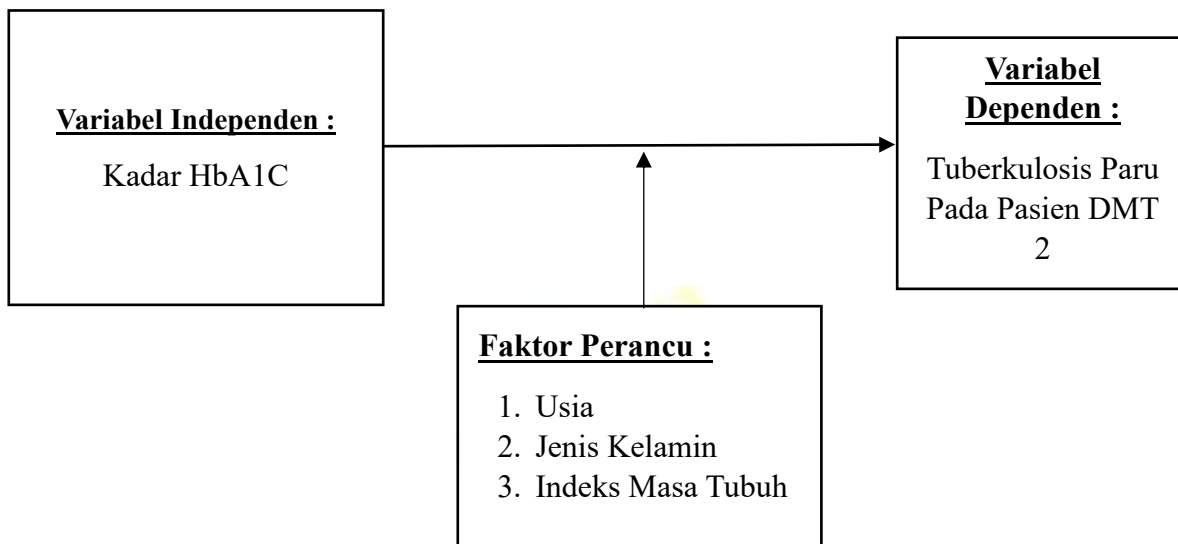 Variabel Independen :
Kadar HbA1C
Variabel
Dependen :
Tuberkulosis Paru
Pada Pasien DMT
2
Faktor Perancu :
1. Usia
2. Jenis Kelamin
3. Indeks Masa Tubuh